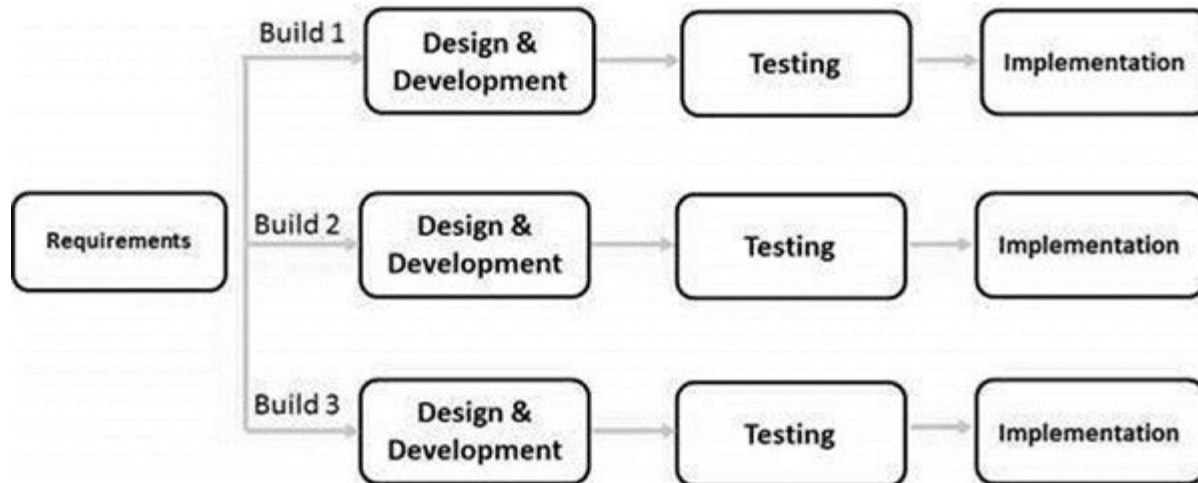 Build 1
Design &
Development
Testing
Implementation
Requirements
Build 2
Design &
Development
Testing
Implementation
Build 3
Design &
Development
Testing
Implementation